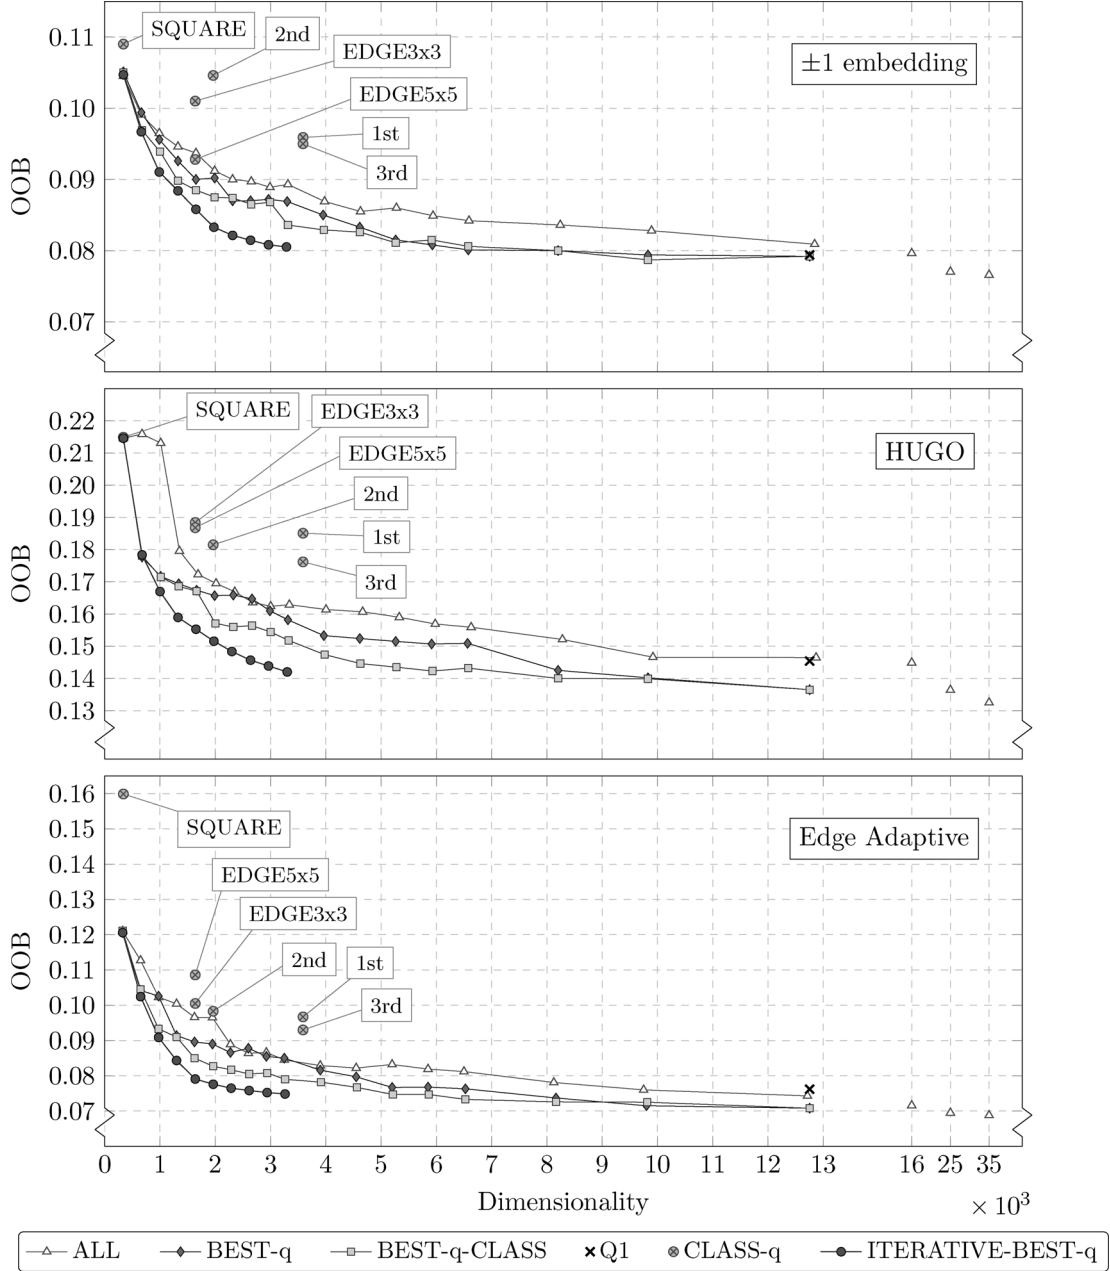 0.11
0.10
0.09
0.08
0.07
OOB
SQUARE
2nd
EDGE3x3
EDGE5x5
1st
3rd
±1 embedding
0.22
0.21
0.20
0.19
0.18
0.17
0.16
0.15
0.14
0.13
OOB
SQUARE
EDGE3x3
EDGE5x5
2nd
1st
3rd
HUGO
0.16
0.15
0.14
0.13
0.12
0.11
0.10
0.09
0.08
0.07
OOB
SQUARE
EDGE5x5
EDGE3x3
2nd
1st
3rd
Edge Adaptive
0 1 2 3 4 5 6 7 8 9 10 11 12 13 16 25 35
Dimensionality
× 10³
ALL BEST-q BEST-q-CLASS Q1 CLASS-q ITERATIVE-BEST-q